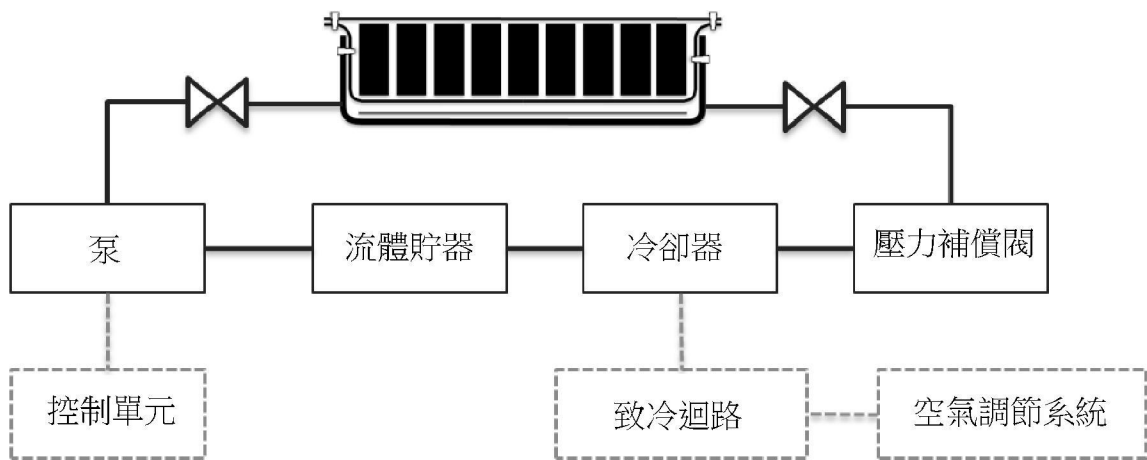 泵
流體貯器
冷卻器
壓力補償閥
控制單元
致冷迴路
空氣調節系統